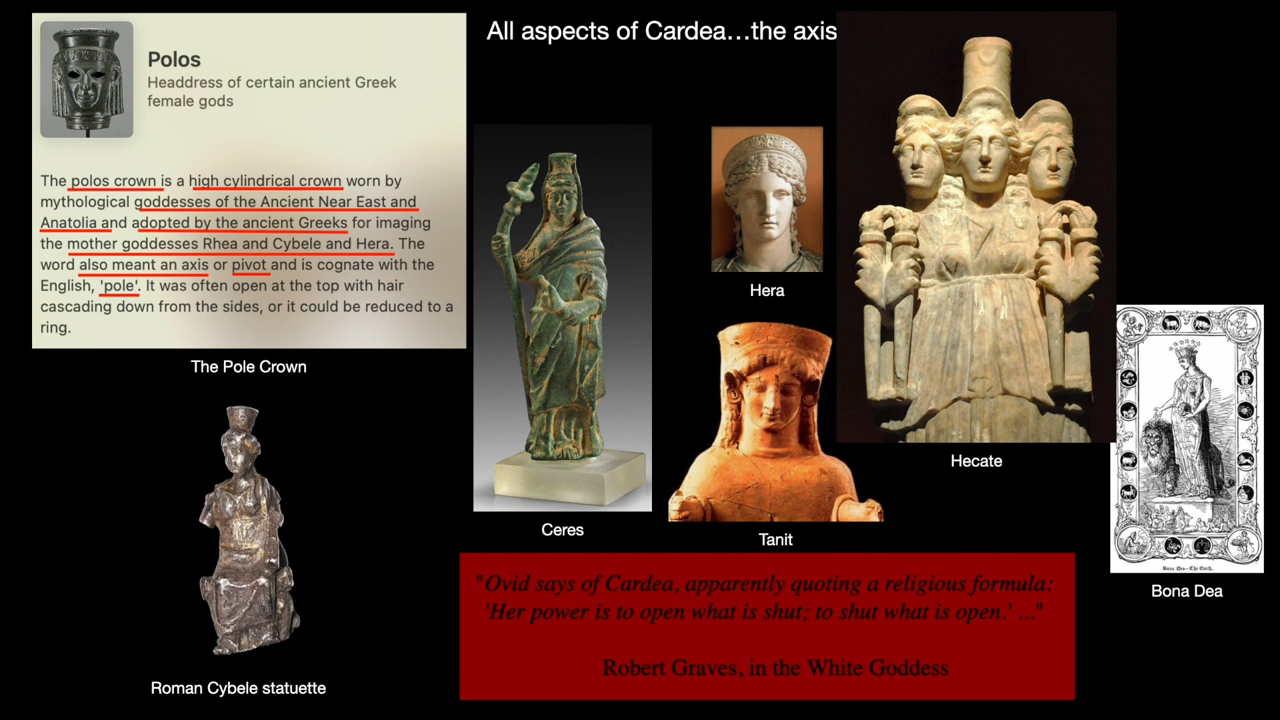 All aspects of Cardea...the axis
Polos
Headdress of certain ancient Greek
female gods
The polos crown is a high cylindrical crown worn by
mythological goddesses of the Ancient Near East and
Anatolia and adopted by the ancient Greeks for imaging
the mother goddesses Rhea and Cybele and Hera. The
word also meant an axis or pivot and is cognate with the
English, 'pole'. It was often open at the top with hair
cascading down from the sides, or it could be reduced to a
ring.
The Pole Crown
Roman Cybele statuette
Ceres
Hera
Tanit
Hecate
Bona Dea—The Earth.
Bona Dea
"Ovid says of Cardea, apparently quoting a religious formula:
'Her power is to open what is shut; to shut what is open.' ..."
Robert Graves, in the White Goddess